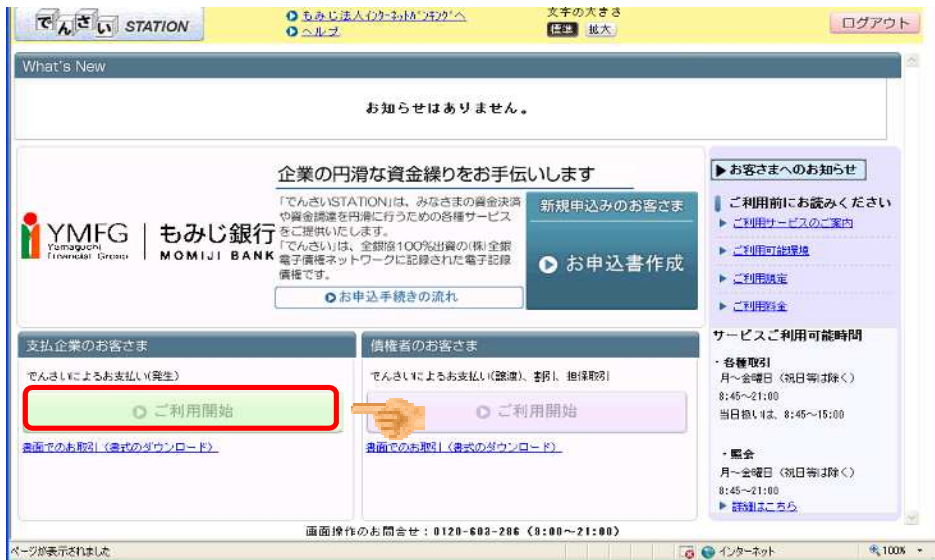 でんさい STATION
もみじ法人インターネットバンキングへ
ヘルプ
文字の大きさ
標準 拡大
ログアウト
What's New
お知らせはありません。
YMFG
Yamaguchi
Financial Group
もみじ銀行
MOMIJI BANK
企業の円滑な資金繰りをお手伝いします
「でんさいSTATION」は、みなさまの資金決済
や資金調達を円滑に行うための各種サービス
をご提供いたします。
「でんさい」は、全銀協100%出資の(株)全銀
電子債権ネットワークに記録された電子記録
債権です。
お申込手続きの流れ
新規申込みのお客さま
お申込書作成
支払企業のお客さま
でんさいによるお支払い(発生)
ご利用開始
書面でのお取引(書式のダウンロード)
債権者のお客さま
でんさいによるお支払い(譲渡)、割引、担保取引
ご利用開始
書面でのお取引(書式のダウンロード)
▶お客さまへのお知らせ
ご利用前にお読みください
ご利用サービスのご案内
ご利用可能環境
ご利用規定
ご利用料金
サービスご利用可能時間
・各種取引
月～金曜日(祝日等は除く)
8:45～21:00
当日扱いは、8:45～15:00
・照会
月～金曜日(祝日等は除く)
8:45～21:00
詳細はこちら
画面操作のお問合せ:0120-603-286 (9:00～21:00)
ページが表示されました
インターネット
100%